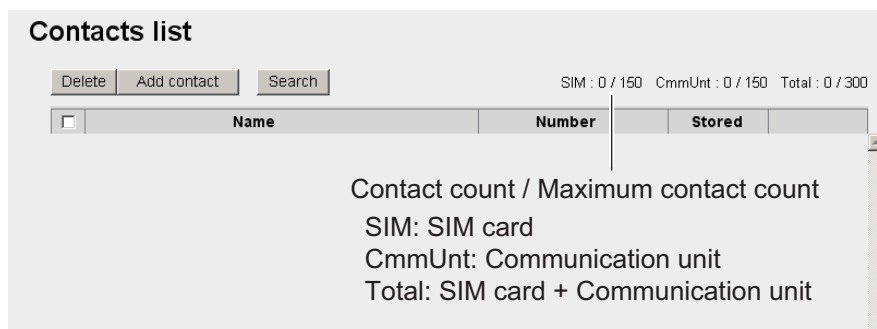 Contacts list
Delete Add contact Search SIM : 0 / 150 CmmUnt : 0 / 150 Total : 0 / 300
Name Number Stored
Contact count / Maximum contact count
SIM: SIM card
CmmUnt: Communication unit
Total: SIM card + Communication unit